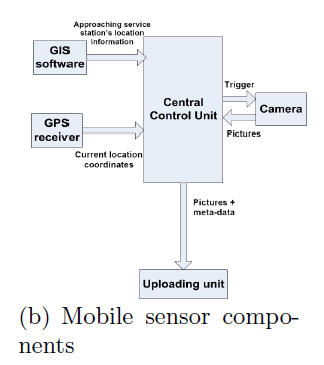 Approaching service
station's location
information
GIS
software
GPS
receiver
Current location
coordinates
Central
Control Unit
Trigger
Camera
Pictures
Pictures +
meta-data
Uploading unit
(b) Mobile sensor compo-
nents